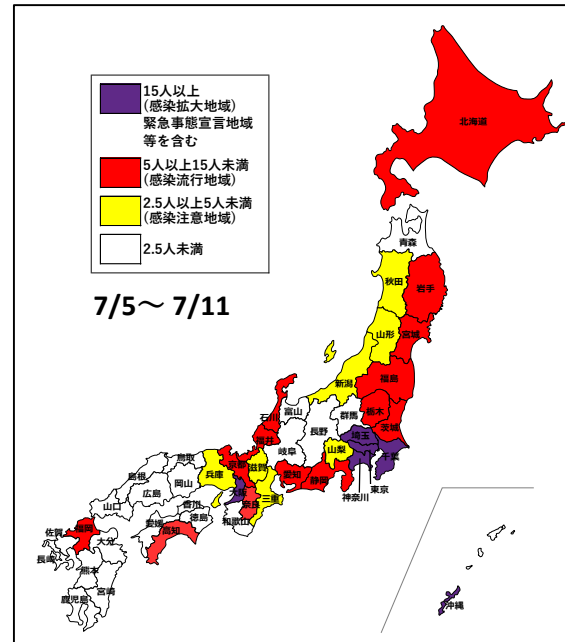 15人以上
(感染拡大地域)
緊急事態宣言地域
等を含む
5人以上15人未満
(感染流行地域)
2.5人以上5人未満
(感染注意地域)
2.5人未満
7/5～ 7/11
北海道
青森
秋田
岩手
山形
宮城
新潟
福島
石川
富山
群馬
栃木
福井
長野
茨城
岐阜
埼玉
山梨
千葉
鳥取
京都
滋賀
愛知
静岡
島根
兵庫
岡山
神奈川
東京
広島
大阪
奈良
三重
山口
香川
和歌山
徳島
愛媛
高知
福岡
佐賀
大分
長崎
熊本
宮崎
鹿児島
沖縄